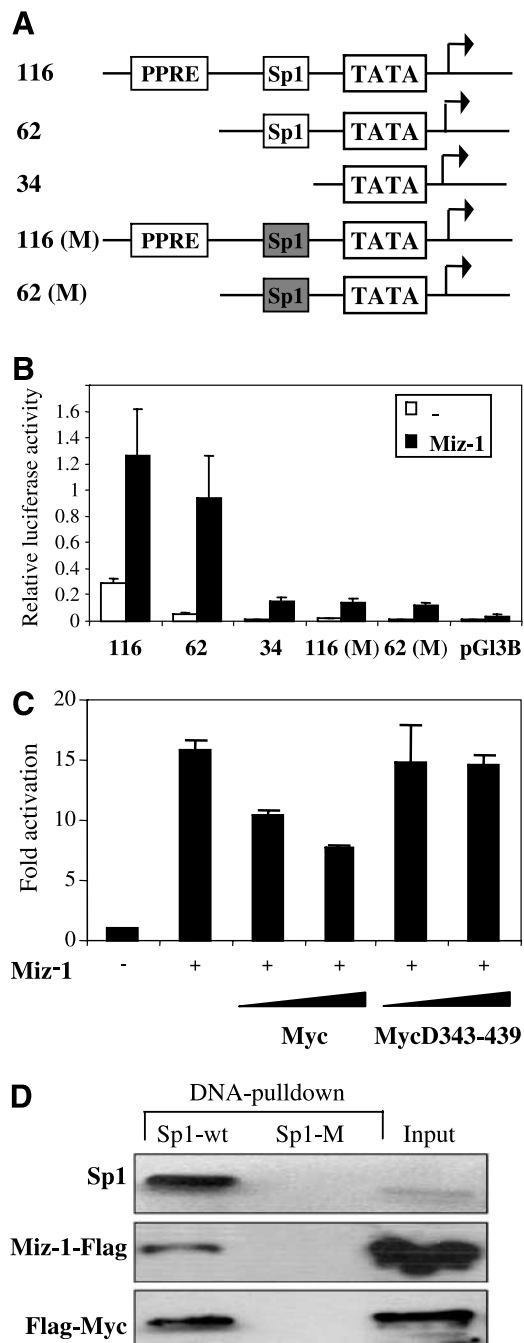 A
116 PPRE Sp1 TATA
62 Sp1 TATA
34 TATA
116 (M) PPRE Sp1 TATA
62 (M) Sp1 TATA
B
Relative luciferase activity
1.6
1.4
1.2
1
0.8
0.6
0.4
0.2
0
-
Miz-1
116 62 34 116 (M) 62 (M) pGl3B
C
Fold activation
20
15
10
5
0
Miz-1 - + + + + +
Myc MycD343-439
D
DNA-pulldown
Sp1-wt Sp1-M Input
Sp1
Miz-1-Flag
Flag-Myc